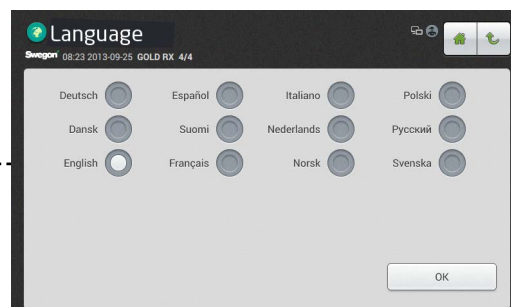 Language
Swegon 08:23 2013-09-25 GOLD RX 4/4
Deutsch Español Italiano Polski
Dansk Suomi Nederlands Русский
English Français Norsk Svenska
OK